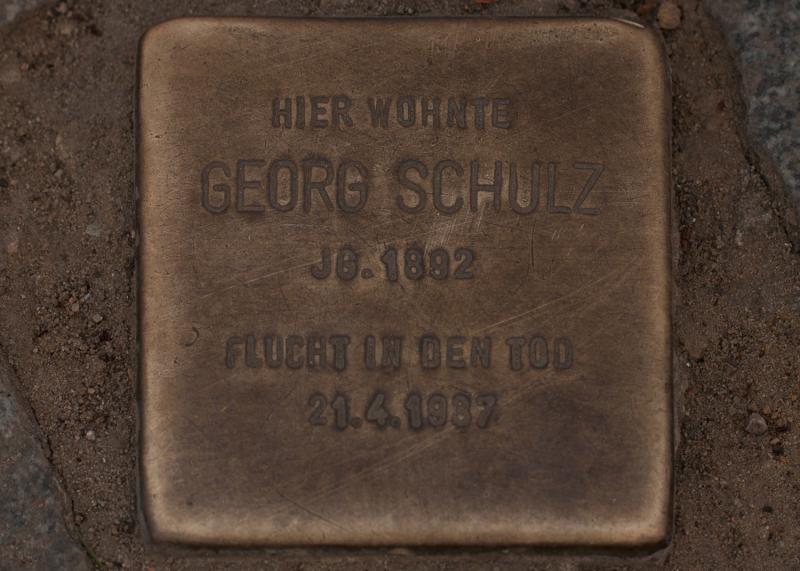 HIER WOHNTE
GEORG SCHULZ
JG. 1892
FLUCHT IN DEN TOD
21.4.1937